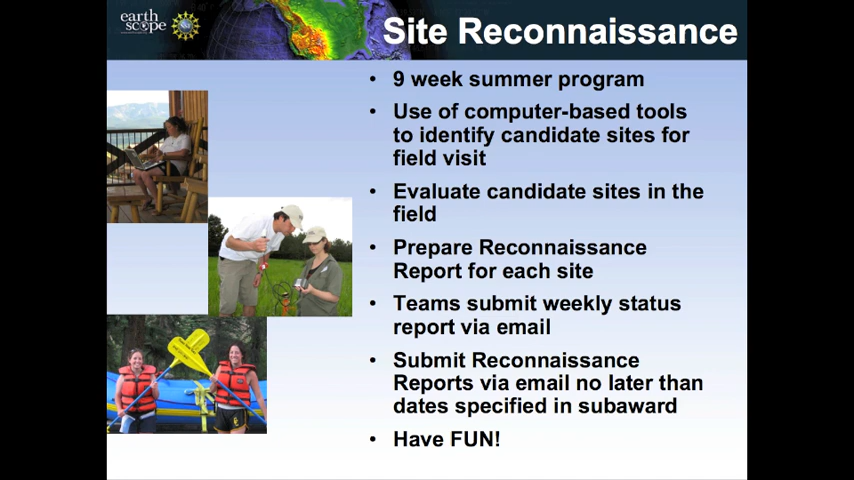 earth
scope
Site Reconnaissance
• 9 week summer program
• Use of computer-based tools
to identify candidate sites for
field visit
• Evaluate candidate sites in the
field
• Prepare Reconnaissance
Report for each site
• Teams submit weekly status
report via email
• Submit Reconnaissance
Reports via email no later than
dates specified in subaward
• Have FUN!